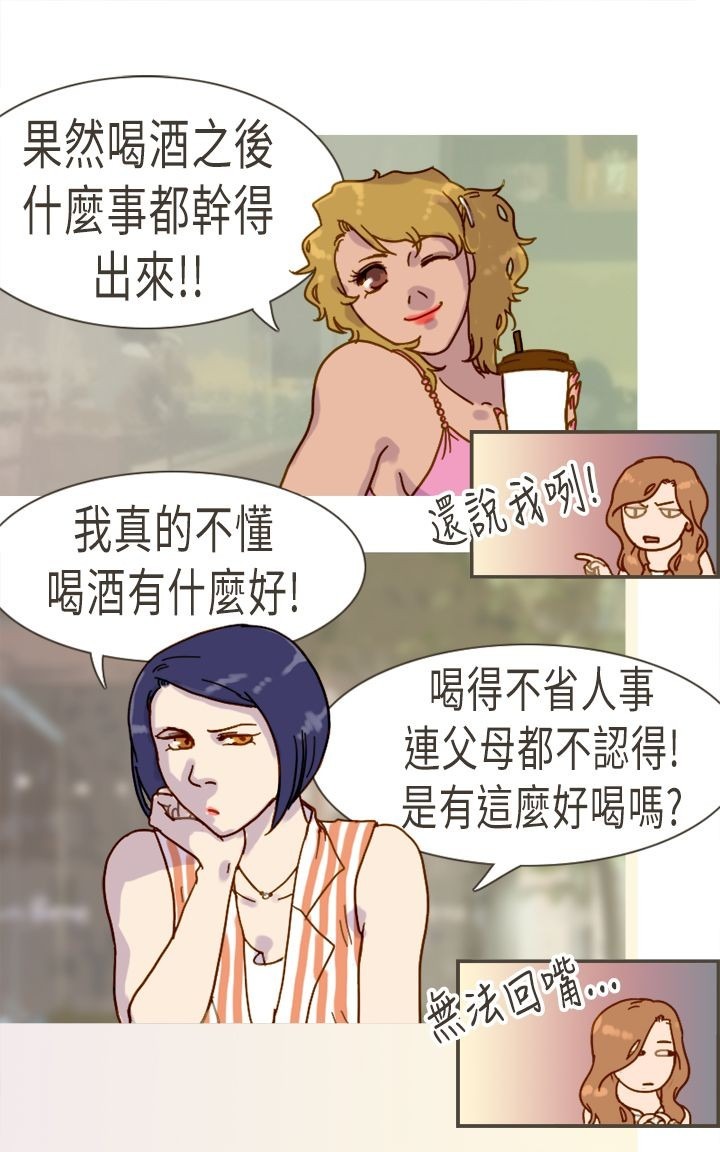 果然喝酒之後
什麼事都幹得
出來!!
還說我咧!
我真的不懂
喝酒有什麼好!
喝得不省人事
連父母都不認得!
是有這麼好喝嗎?
無法回嘴...